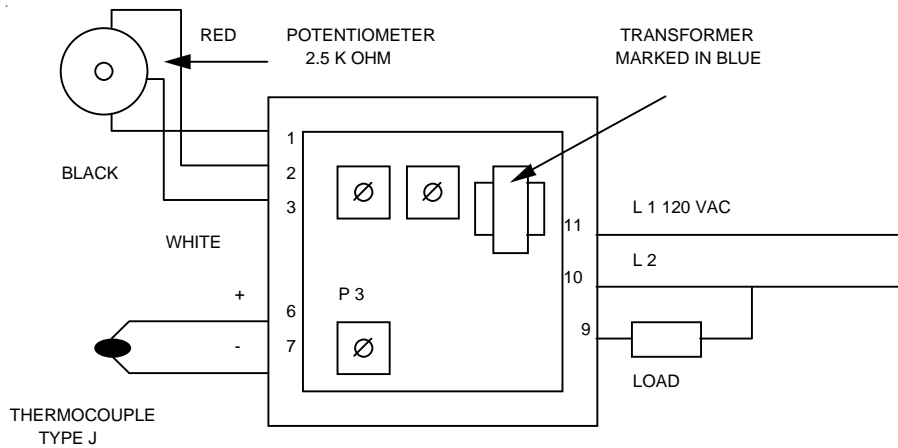 RED
POTENTIOMETER
2.5 K OHM
TRANSFORMER
MARKED IN BLUE
1
BLACK
2
3
L 1 120 VAC
11
WHITE
L 2
10
+
6
P 3
9
-
7
LOAD
THERMOCOUPLE
TYPE J